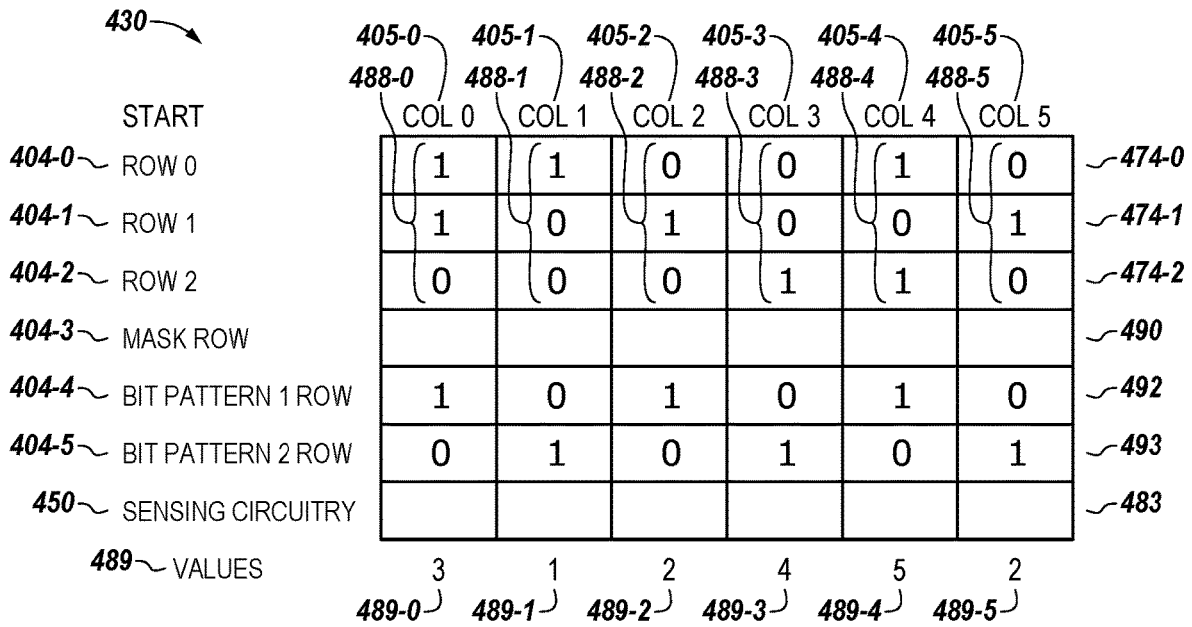 430
405-0 405-1 405-2 405-3 405-4 405-5
488-0 488-1 488-2 488-3 488-4 488-5
START COL 0 COL 1 COL 2 COL 3 COL 4 COL 5
404-0 ROW 0 1 1 0 0 1 0 474-0
404-1 ROW 1 1 0 1 0 0 1 474-1
404-2 ROW 2 0 0 0 1 1 0 474-2
404-3 MASK ROW 490
404-4 BIT PATTERN 1 ROW 1 0 1 0 1 0 492
404-5 BIT PATTERN 2 ROW 0 1 0 1 0 1 493
450 SENSING CIRCUITRY 483
489 VALUES 3 1 2 4 5 2
489-0 489-1 489-2 489-3 489-4 489-5